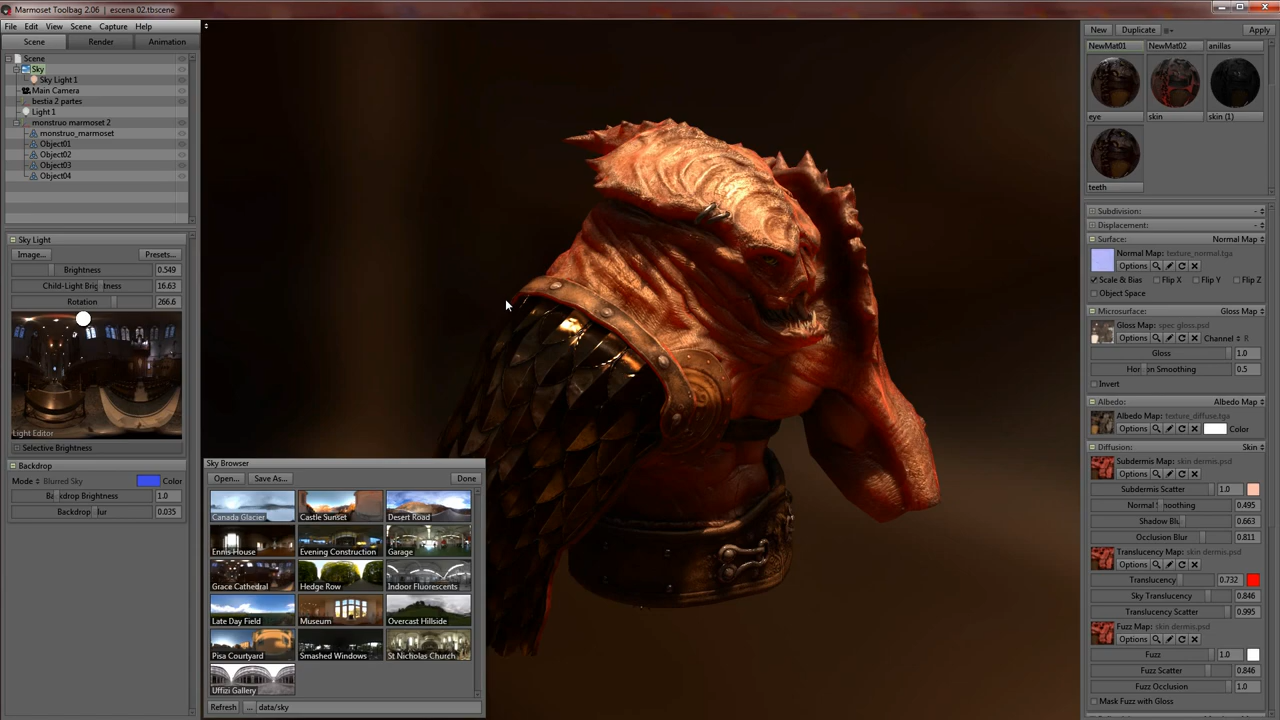 Marmoset Toolbag 2.06 | escena 02.tbscene
File Edit View Scene Capture Help
Scene Render Animation
Scene
Sky
Sky Light 1
Main Camera
bestia 2 partes
Light 1
monstruo marmoset 2
monstruo_marmoset
Object01
Object02
Object03
Object04
Sky Light
Image... Presets...
Brightness 0.549
Child-Light Brightness 16.63
Rotation 266.6
Light Editor
Selective Brightness
Backdrop
Mode Blurred Sky Color
Backdrop Brightness 1.0
Backdrop Blur 0.035
Sky Browser
Open... Save As... Done
Canada Glacier Castle Sunset Desert Road
Ennis House Evening Construction Garage
Grace Cathedral Hedge Row Indoor Fluorescents
Late Day Field Museum Overcast Hillside
Pisa Courtyard Smashed Windows St Nicholas Church
Uffizi Gallery
Refresh ... data/sky
New Duplicate Apply
NewMat01 NewMat02 anillas
eye skin skin (1)
teeth
Subdivision: -
Displacement: -
Surface: Normal Map
Normal Map: texture_normal.tga
Options
Scale & Bias Flip X Flip Y Flip Z
Object Space
Microsurface: Gloss Map
Gloss Map: spec gloss.psd
Options Channel R
Gloss 1.0
Horizon Smoothing 0.5
Invert
Albedo: Albedo Map
Albedo Map: texture_diffuse.tga
Options Color
Diffusion: Skin
Subdermis Map: skin dermis.psd
Options
Subdermis Scatter 1.0
Normal Smoothing 0.495
Shadow Blur 0.663
Occlusion Blur 0.811
Translucency Map: skin dermis.psd
Options
Translucency 0.732
Sky Translucency 0.846
Translucency Scatter 0.995
Fuzz Map: skin dermis.psd
Options
Fuzz 1.0
Fuzz Scatter 0.846
Fuzz Occlusion 1.0
Mask Fuzz with Gloss